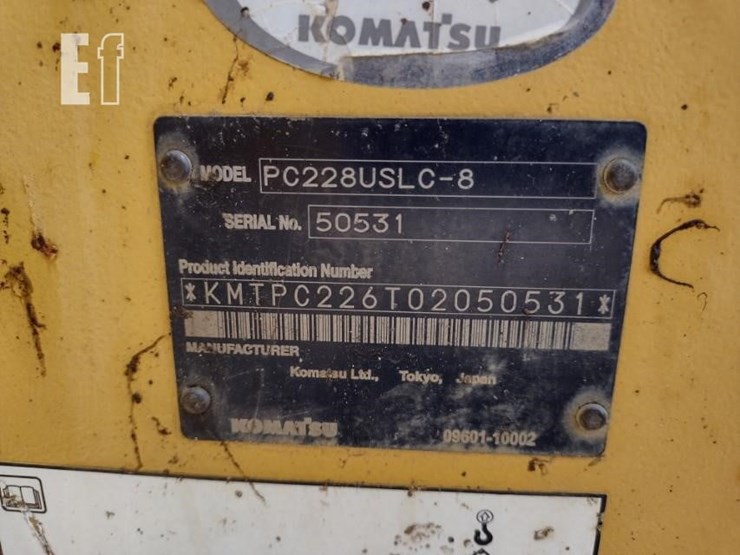 KOMATSU
Ef
MODEL PC228USLC-8
SERIAL No. 50531
Product Identification Number
*KMTPC226T02050531*
MANUFACTURER
Komatsu Ltd., Tokyo, Japan
KOMATSU 09601-10002